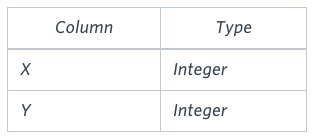 Column Type
X Integer
Y Integer